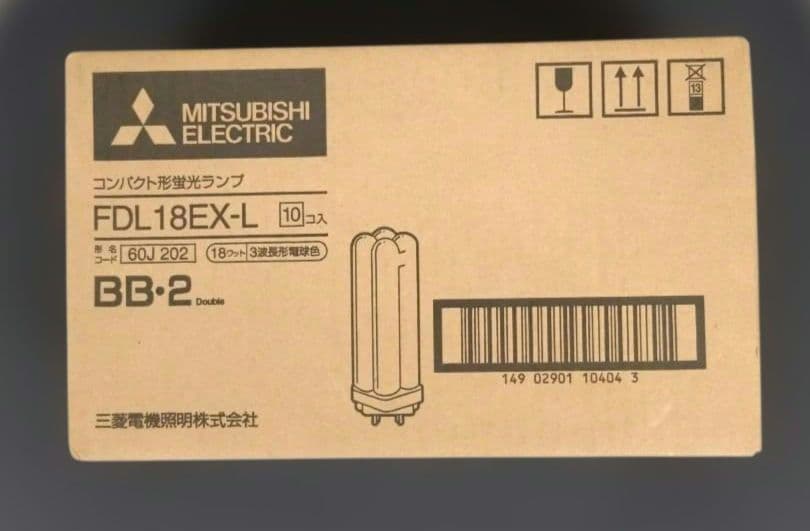 MITSUBISHI
ELECTRIC
13
コンパクト形蛍光ランプ
FDL18EX-L 10コ入
形名コード 60J 202 18ワット 3波長形電球色
BB・2 Double
149 02901 10404 3
三菱電機照明株式会社